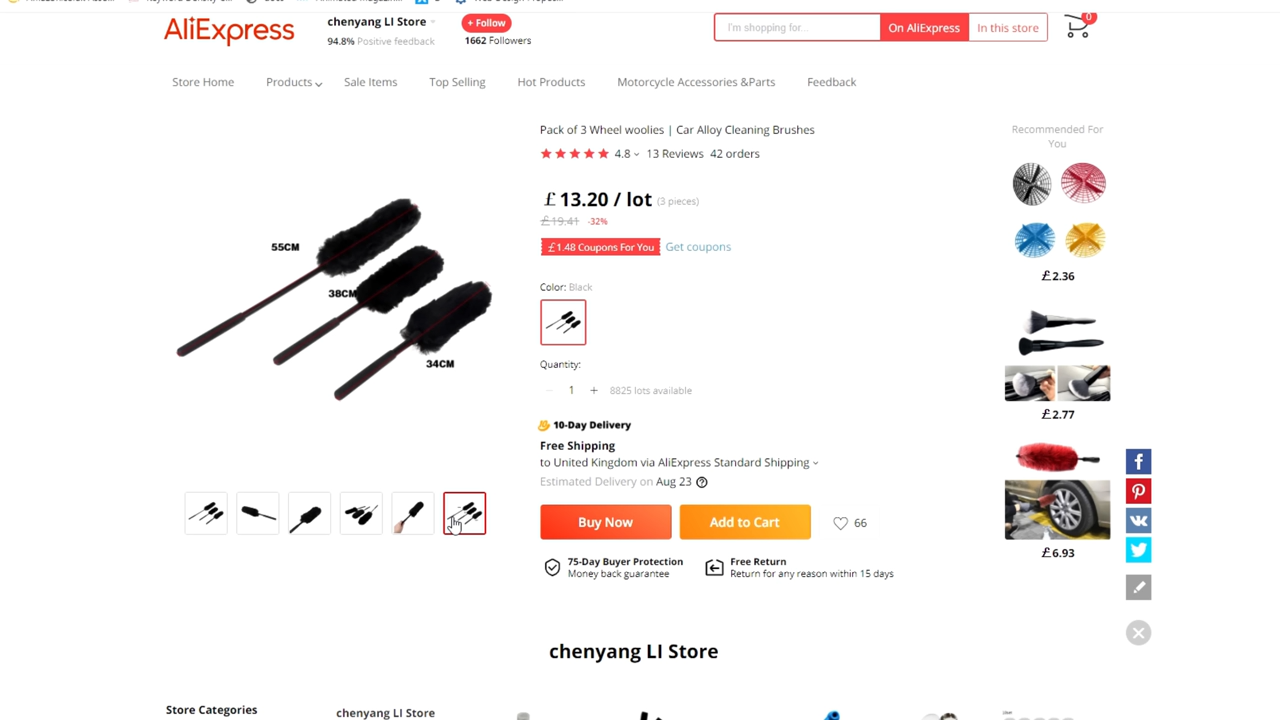 AliExpress
chenyang LI Store
94.8% Positive feedback
+ Follow
1662 Followers
I'm shopping for...
On AliExpress
In this store
0
Store Home
Products
Sale Items
Top Selling
Hot Products
Motorcycle Accessories &Parts
Feedback
Pack of 3 Wheel woolies | Car Alloy Cleaning Brushes
4.8
13 Reviews
42 orders
£13.20 / lot (3 pieces)
£19.41 -32%
£1.48 Coupons For You
Get coupons
55CM
38CM
34CM
Color: Black
Quantity:
1
8825 lots available
10-Day Delivery
Free Shipping
to United Kingdom via AliExpress Standard Shipping
Estimated Delivery on Aug 23
Buy Now
Add to Cart
66
75-Day Buyer Protection
Money back guarantee
Free Return
Return for any reason within 15 days
Recommended For
You
£2.36
£2.77
£6.93
chenyang LI Store
Store Categories
chenyang LI Store